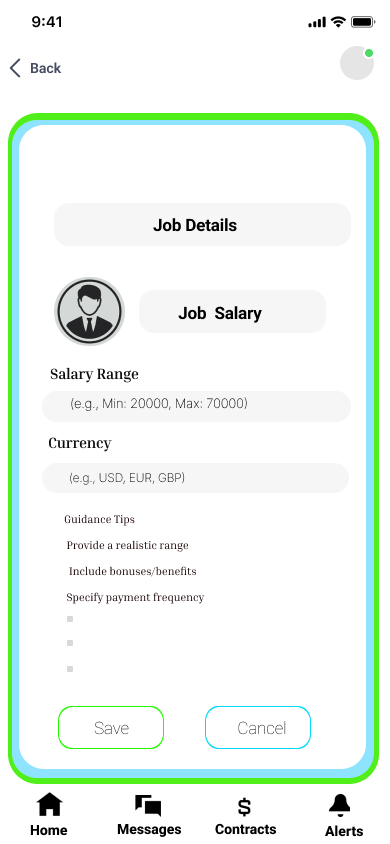 9:41
Back
Job Details
Job Salary
Salary Range
(e.g., Min: 20000, Max: 70000)
Currency
(e.g., USD, EUR, GBP)
Guidance Tips
Provide a realistic range
Include bonuses/benefits
Specify payment frequency
Save Cancel
Home Messages Contracts Alerts